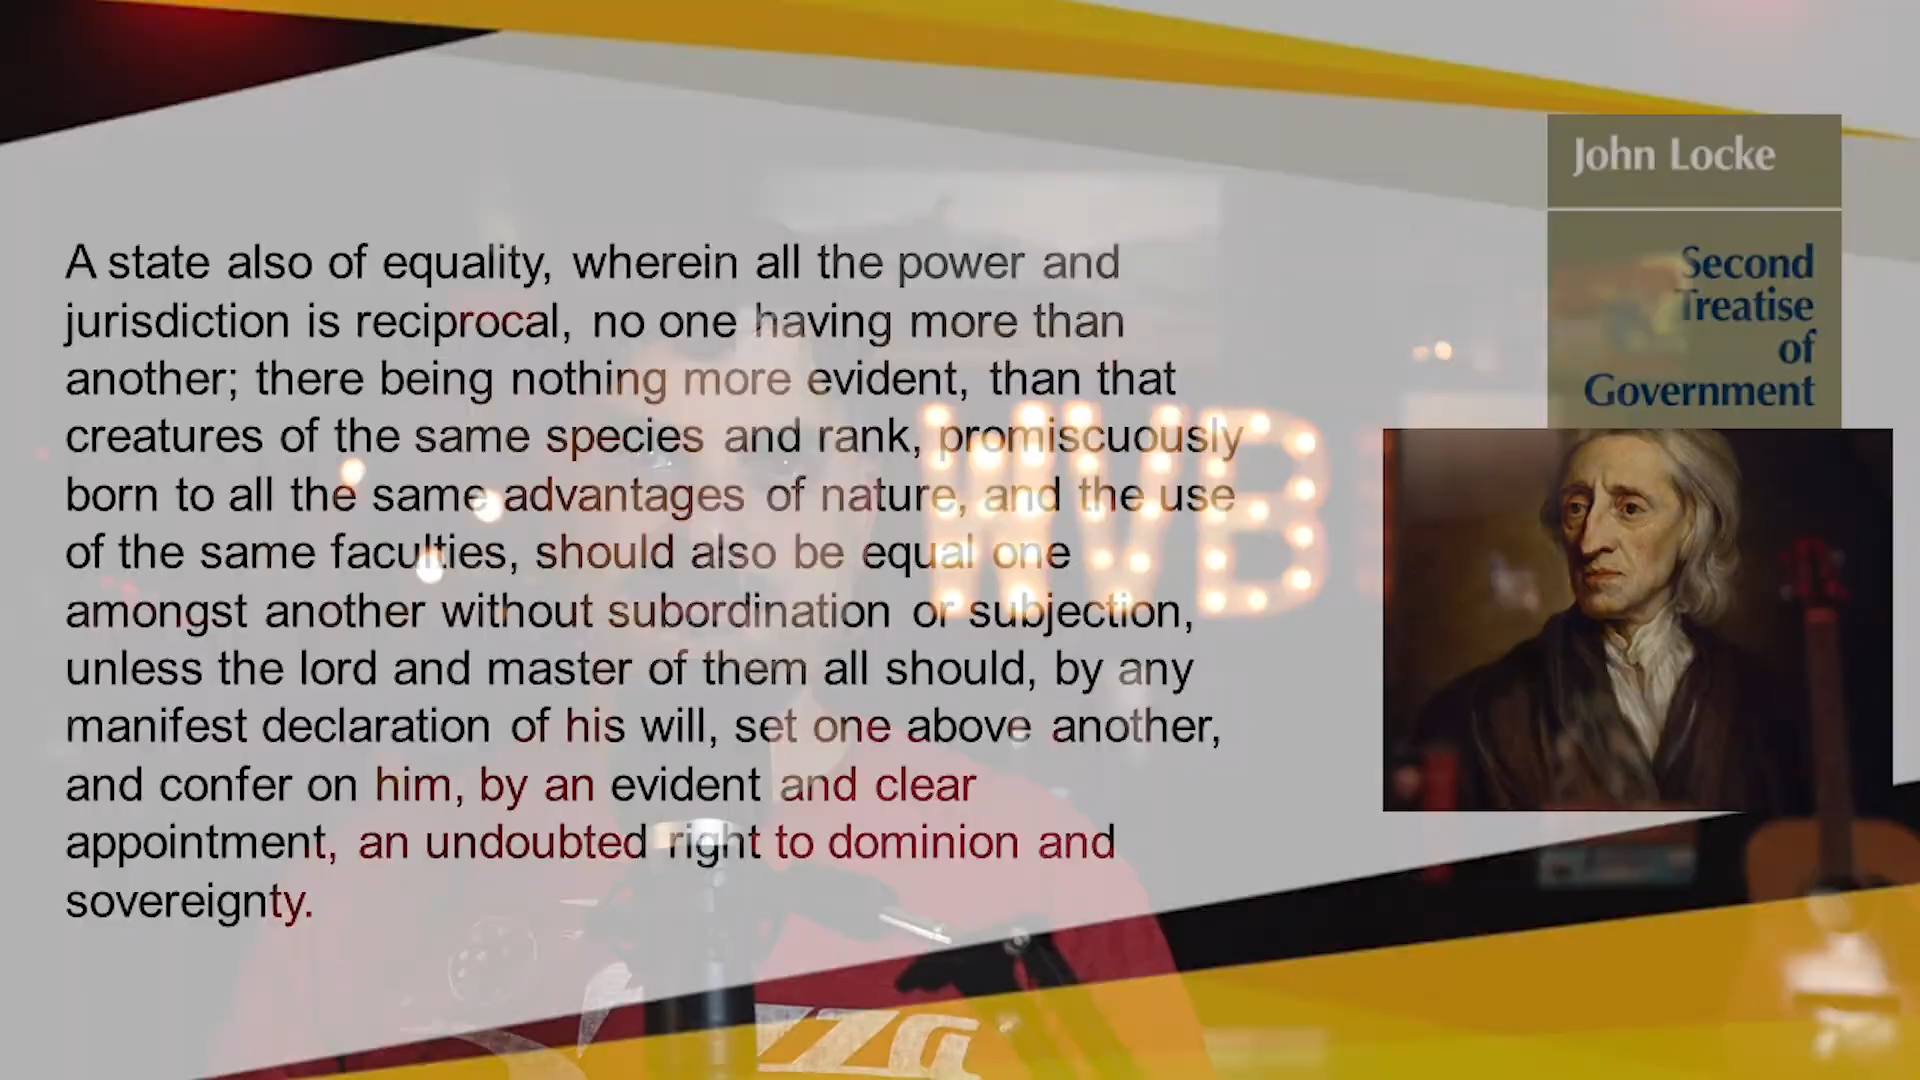 A state also of equality, wherein all the power and
jurisdiction is reciprocal, no one having more than
another; there being nothing more evident, than that
creatures of the same species and rank, promiscuously
born to all the same advantages of nature, and the use
of the same faculties, should also be equal one
amongst another without subordination or subjection,
unless the lord and master of them all should, by any
manifest declaration of his will, set one above another,
and confer on him, by an evident and clear
appointment, an undoubted right to dominion and
sovereignty.
John Locke
Second
Treatise
of
Government